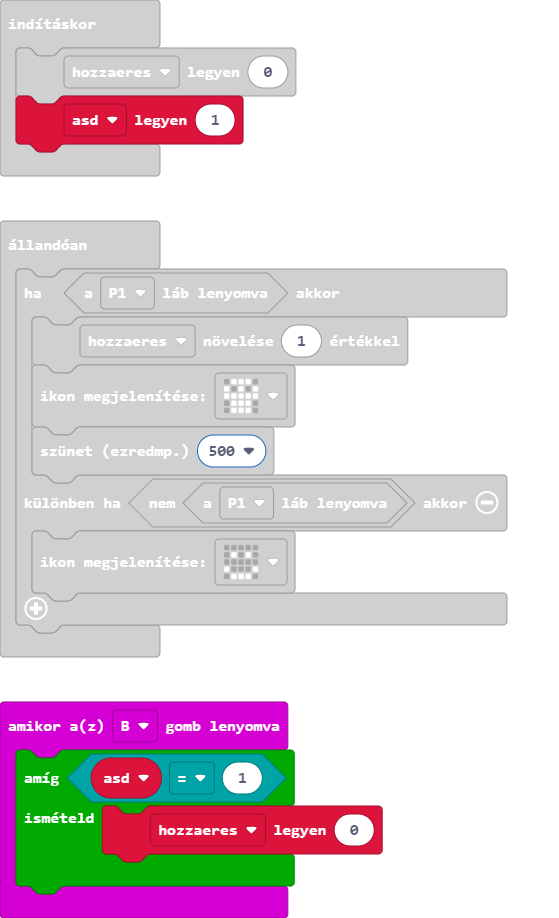 indításkor
hozzaeres legyen 0
asd legyen 1
állandóan
ha a P1 láb lenyomva akkor
hozzaeres növelése 1 értékkel
ikon megjelenítése:
szünet (ezredmp.) 500
különben ha nem a P1 láb lenyomva akkor
ikon megjelenítése:
amikor a(z) B gomb lenyomva
amíg asd = 1
ismételd hozzaeres legyen 0